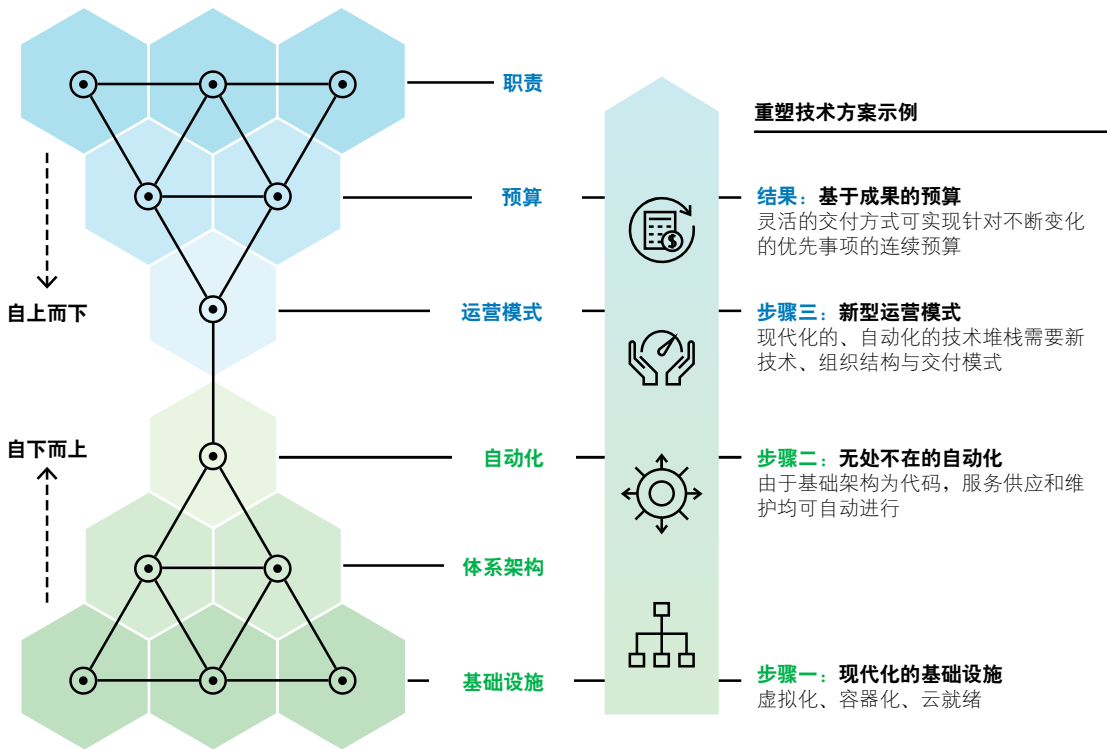 职责
预算
运营模式
自上而下
自下而上
自动化
体系架构
基础设施
重塑技术方案示例
结果：基于成果的预算
灵活的交付方式可实现针对不断变化
的优先事项的连续预算
步骤三：新型运营模式
现代化的、自动化的技术堆栈需要新
技术、组织结构与交付模式
步骤二：无处不在的自动化
由于基础架构为代码，服务供应和维
护均可自动进行
步骤一：现代化的基础设施
虚拟化、容器化、云就绪
$